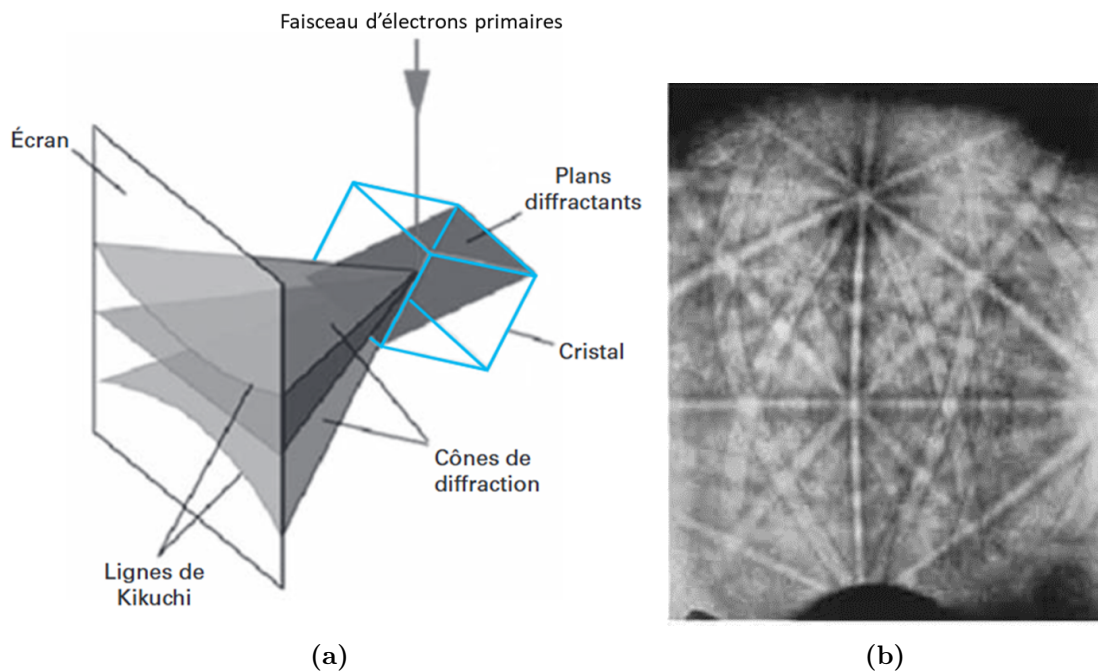 Faisceau d'électrons primaires
Écran
Plans
diffractants
Cristal
Cônes de
diffraction
Lignes de
Kikuchi
(a)
(b)